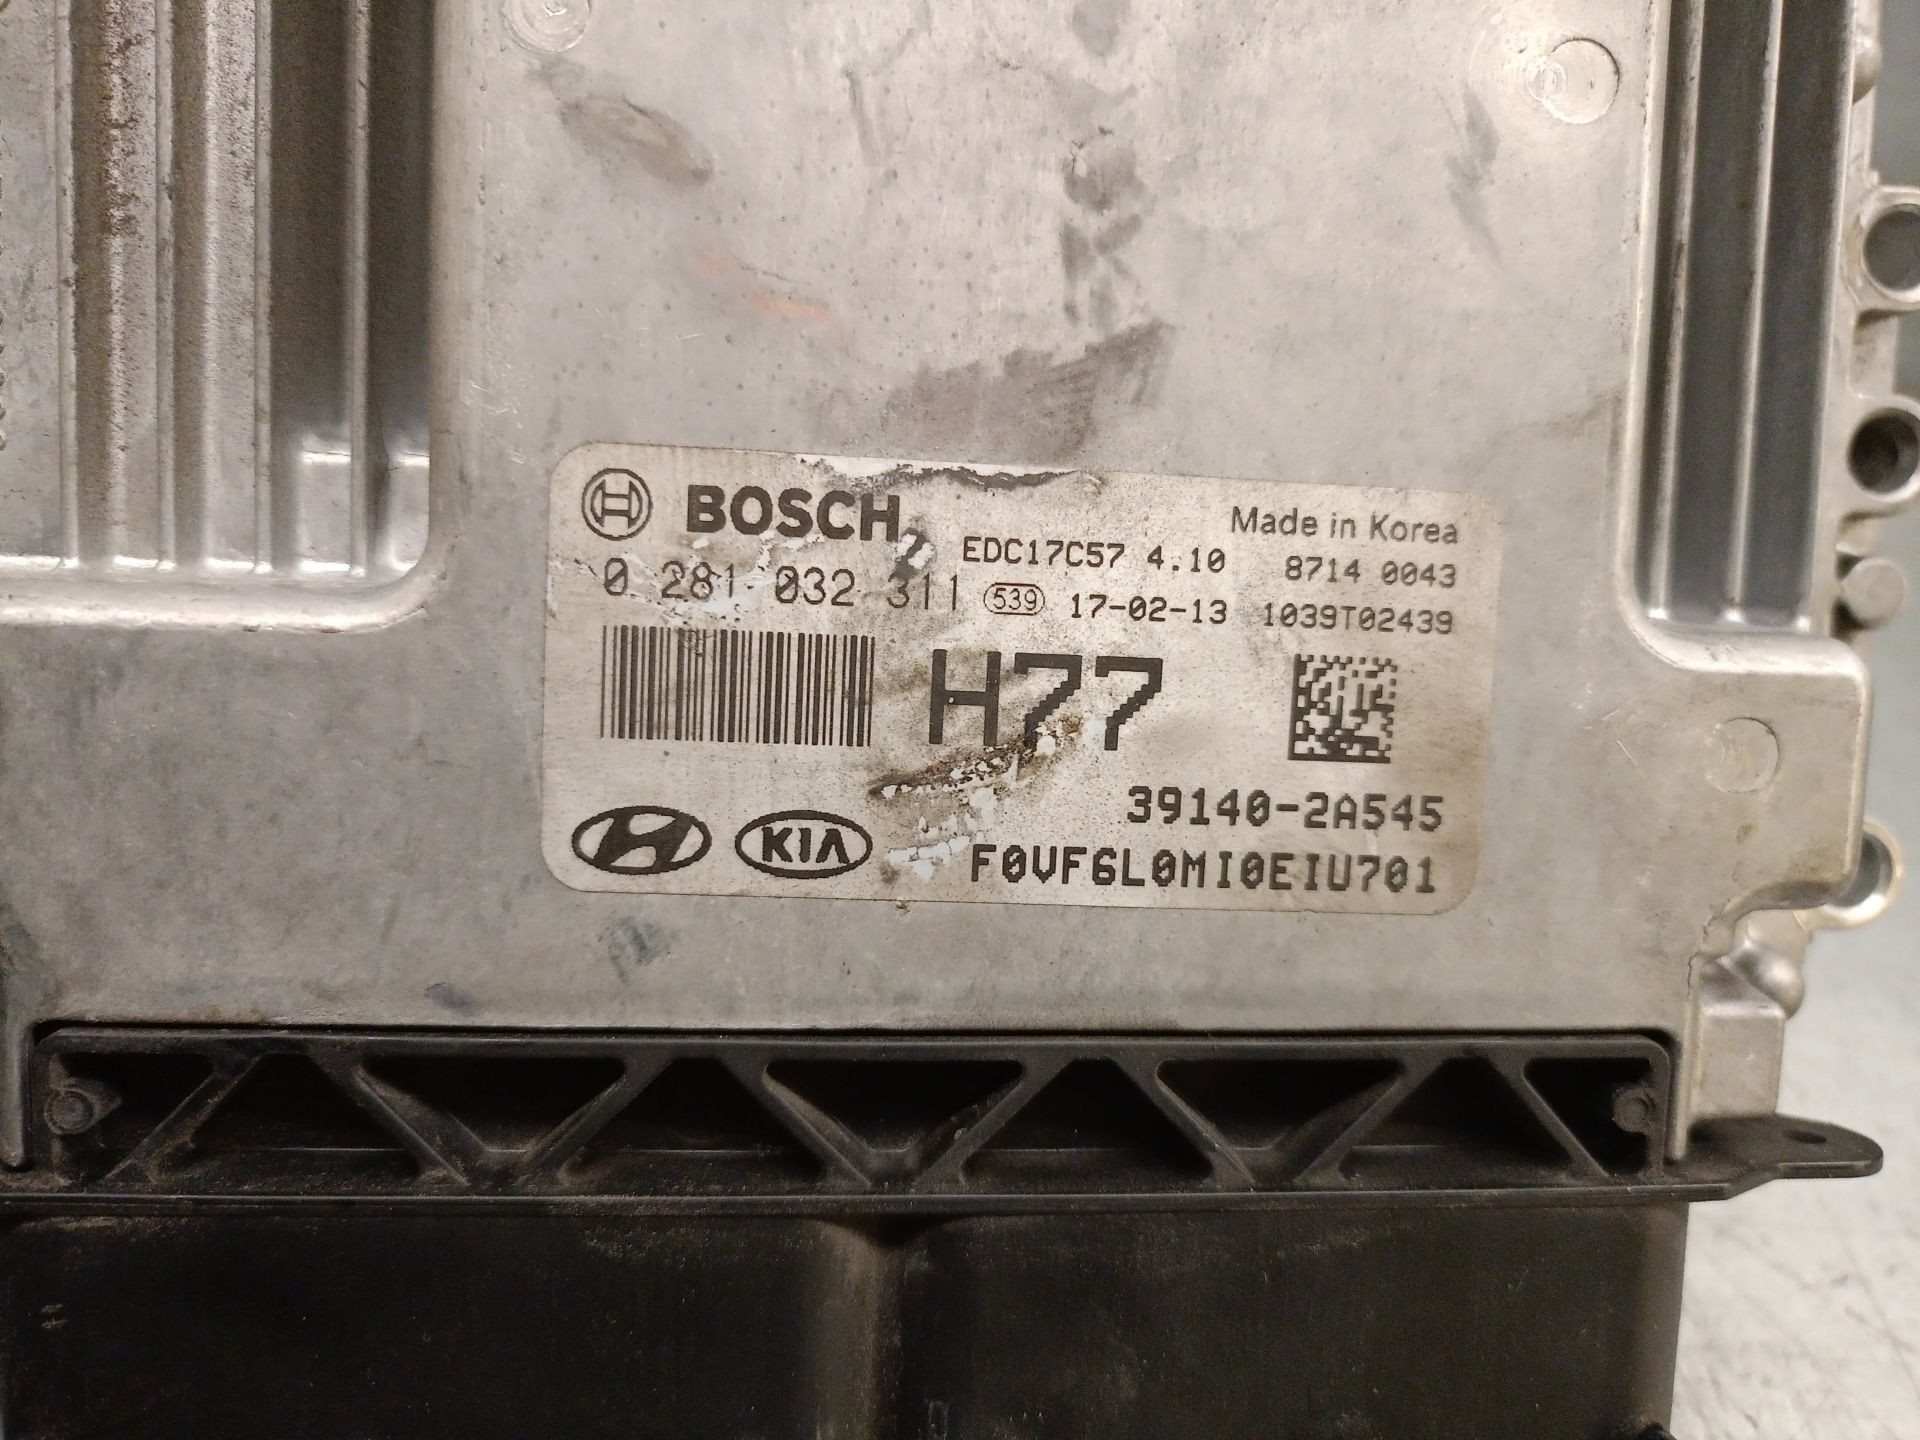 BOSCH
Made in Korea
EDC17C57 4.10 8714 0043
0 281 032 311 539 17-02-13 1039T02439
H77
39140-2A545
KIA
F0VF6L0MI0EIU701